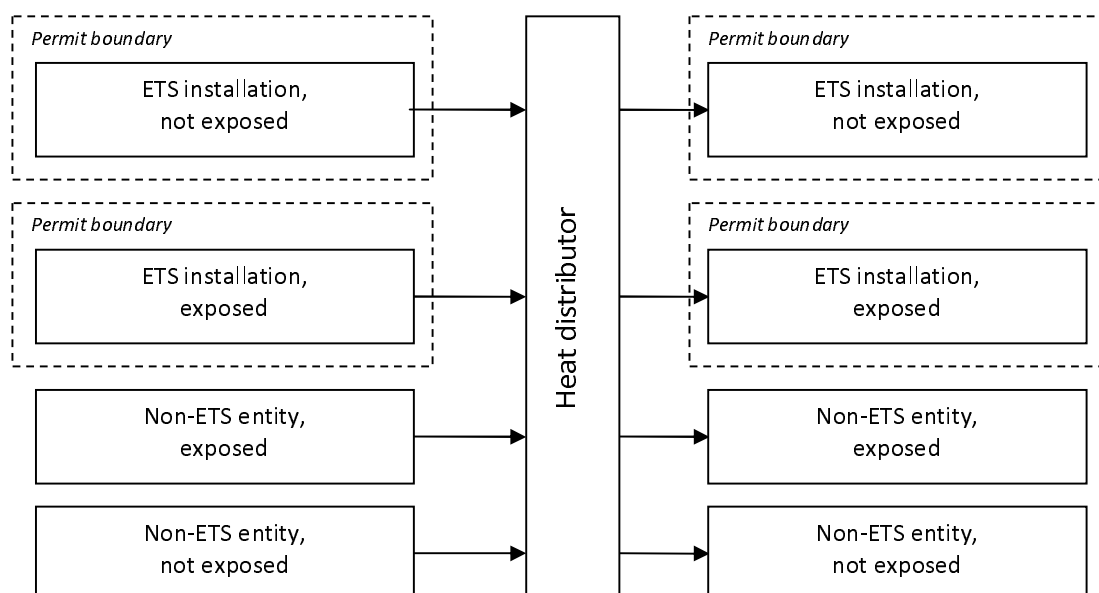 Permit boundary
ETS installation,
not exposed
Permit boundary
ETS installation,
exposed
Non-ETS entity,
exposed
Non-ETS entity,
not exposed
Heat distributor
Permit boundary
ETS installation,
not exposed
Permit boundary
ETS installation,
exposed
Non-ETS entity,
exposed
Non-ETS entity,
not exposed